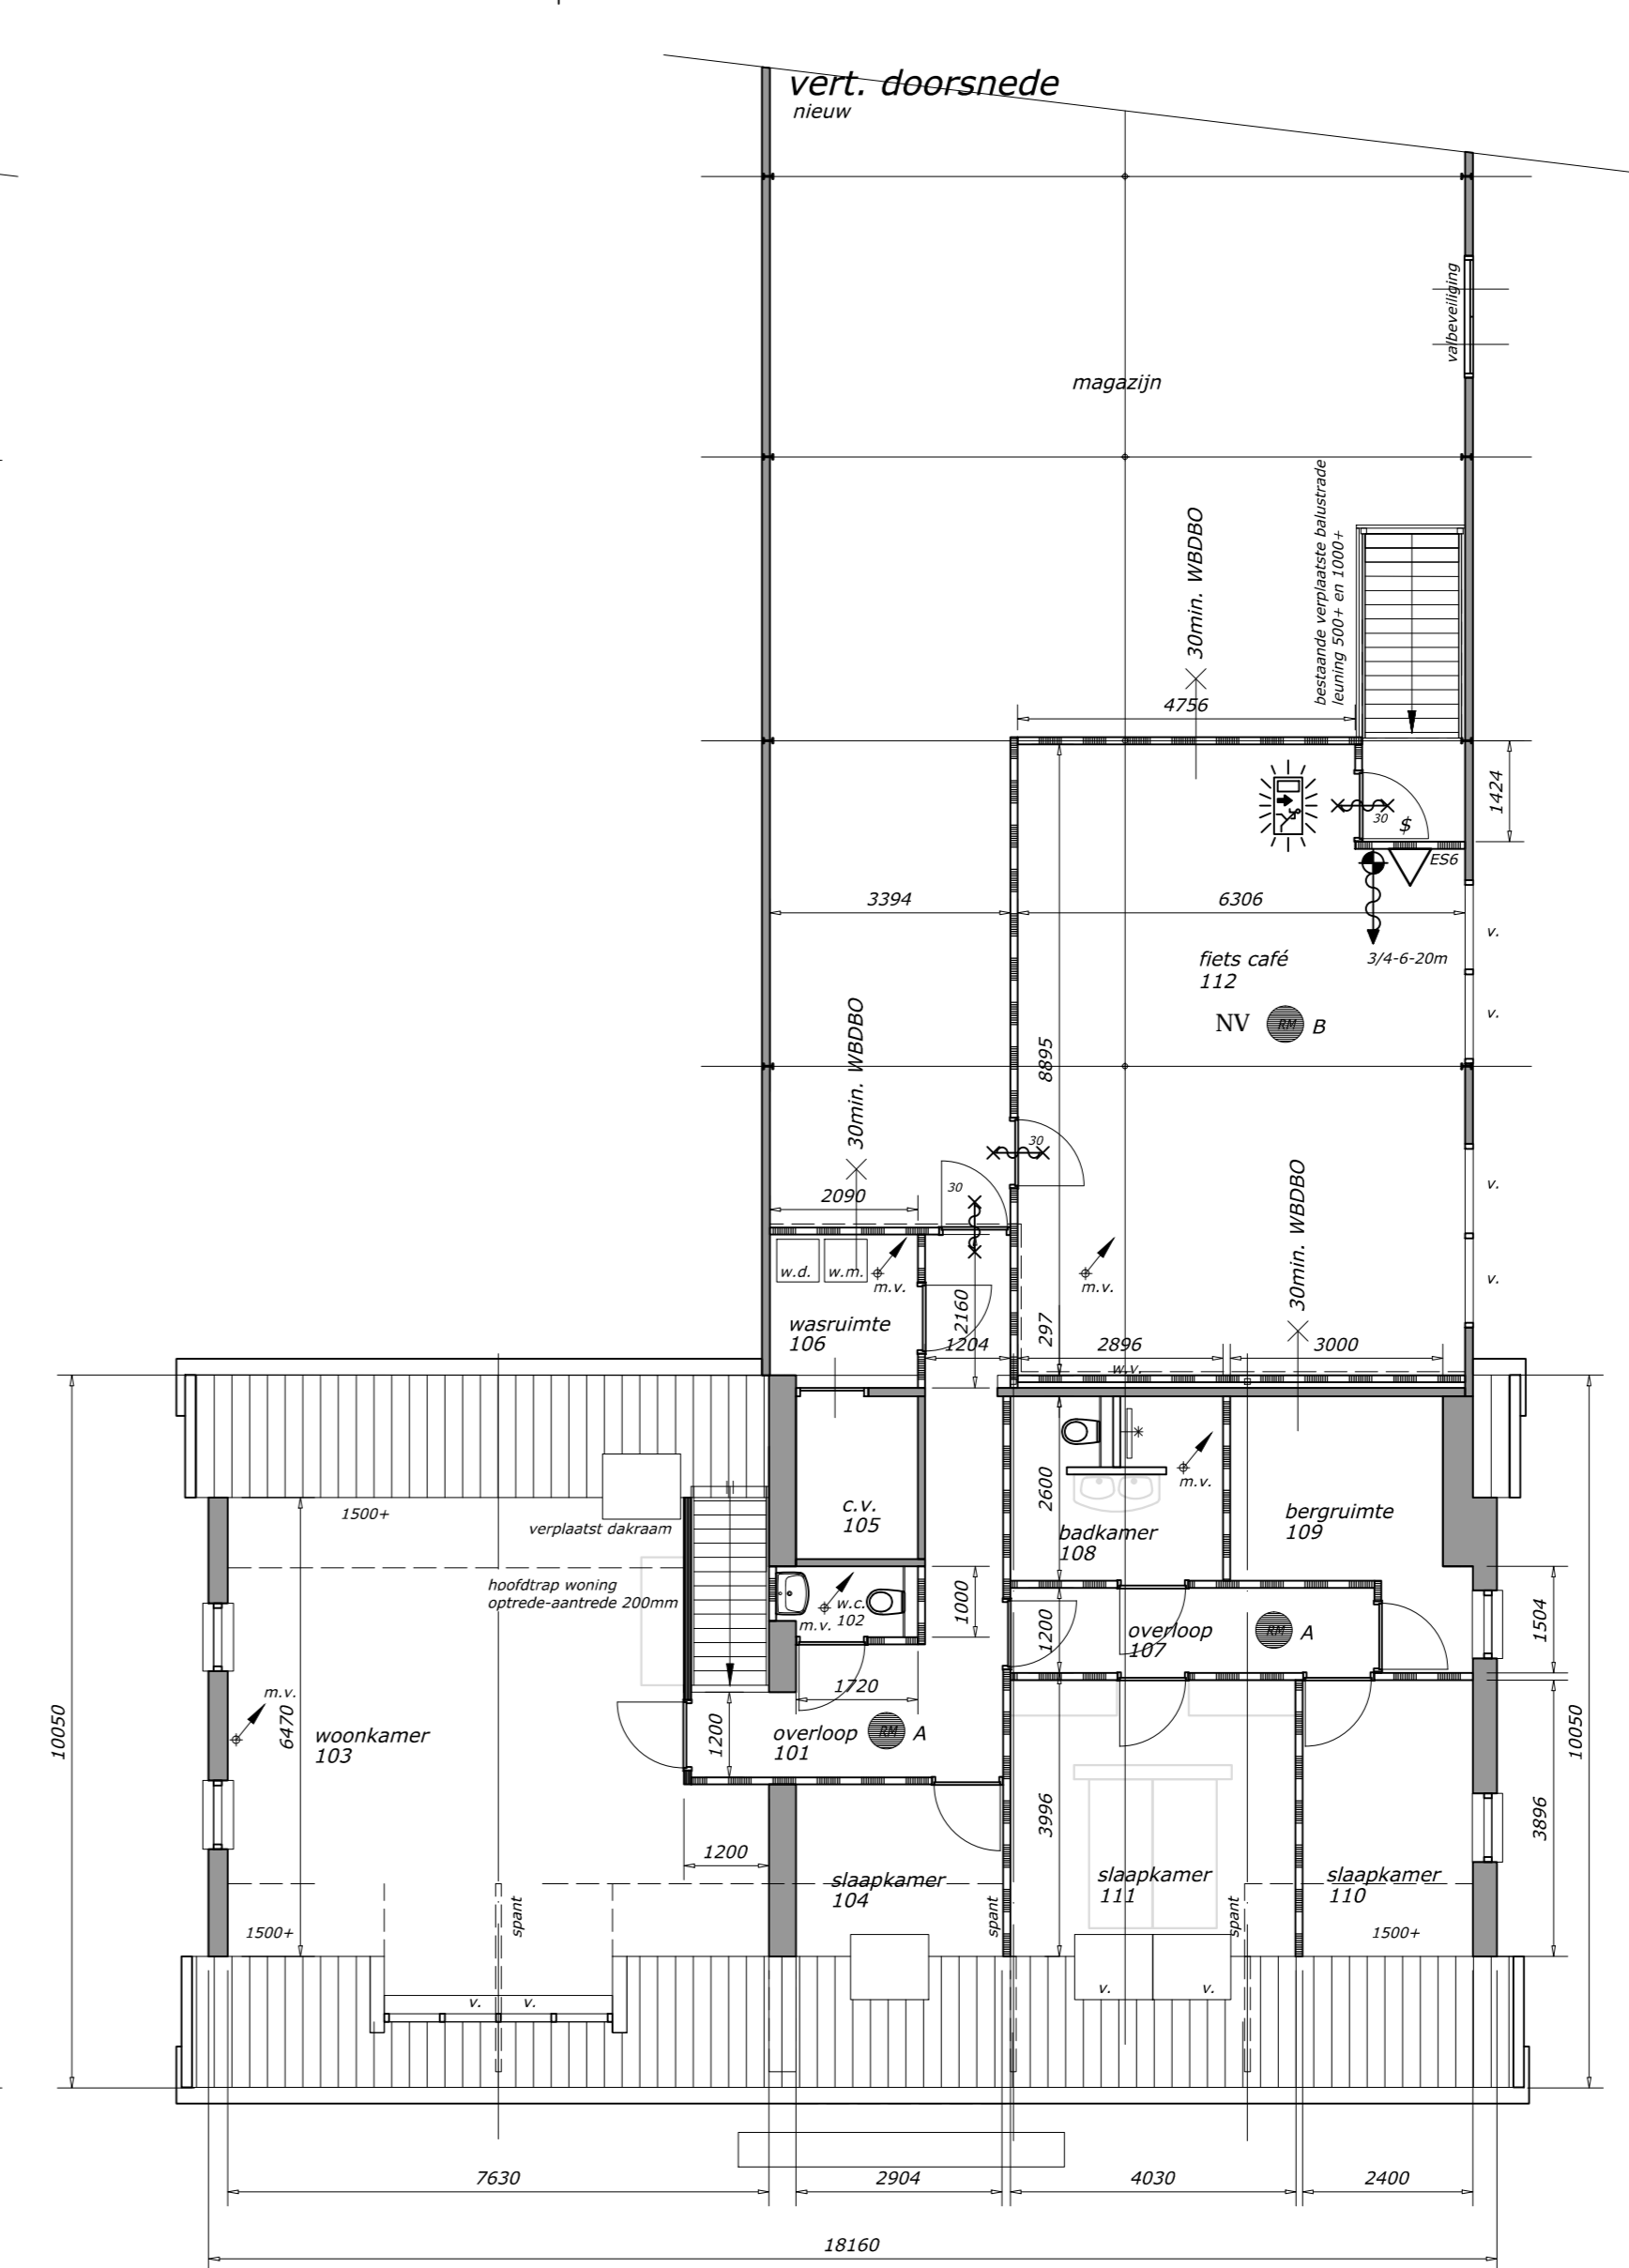 vert. doorsnede
nieuw
valbeveiliging
magazijn
bestaande verplaatste balustrade
leuning 500+ en 1000+
30min. WBDBO
4756
1424
30
$
ES6
3394
6306
v.
3/4-6-20m
fiets café
112
v.
NV
RM
B
8895
30min. WBDBO
30
30min. WBDBO
30
2090
v.
w.d.
w.m.
m.v.
m.v.
v.
2160
297
wasruimte
106
1204
2896
3000
w.v.
1500+
verplaatst dakraam
c.v.
105
2600
m.v.
badkamer
108
bergruimte
109
hoofdtrap woning
optrede-aantrede 200mm
w.c.
m.v.
102
1000
1200
overloop
107
RM
A
1504
m.v.
10050
6470
woonkamer
103
1720
1200
overloop
101
RM
A
10050
3996
3896
1200
slaapkamer
104
slaapkamer
111
slaapkamer
110
1500+
spant
spant
spant
1500+
v.
v.
v.
v.
7630
2904
4030
2400
18160